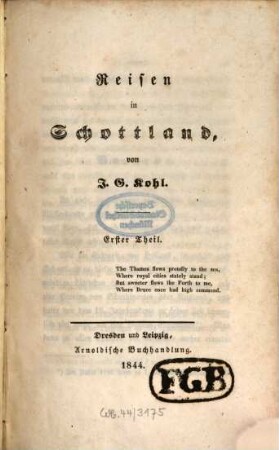 Reisen
in
Schottland,
von
J. G. Kohl.
Erster Theil.
The Thames flows proudly to the sea,
Where royal cities stately stand;
But sweeter flows the Forth to me,
Where Bruce once had high command.
Dresden und Leipzig,
Arnoldische Buchhandlung.
1844.
FGB